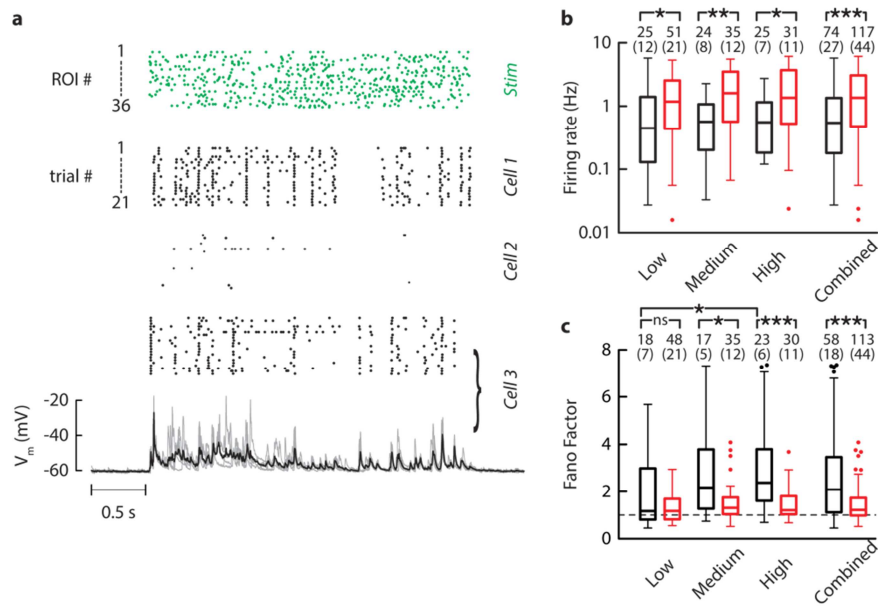 a
ROI #
1
36
Stim
trial #
1
21
Cell 1
Cell 2
Cell 3
Vm (mV)
-20
-40
-60
0.5 s
b
* ** * ***
25 51 24 35 25 31 74 117
(12) (21) (8) (12) (7) (11) (27) (44)
Firing rate (Hz)
10
1
0.1
0.01
Low
Medium
High
Combined
c
*
ns * *** ***
18 48 17 35 23 30 58 113
(7) (21) (5) (12) (6) (11) (18) (44)
Fano Factor
8
6
4
2
0
Low
Medium
High
Combined